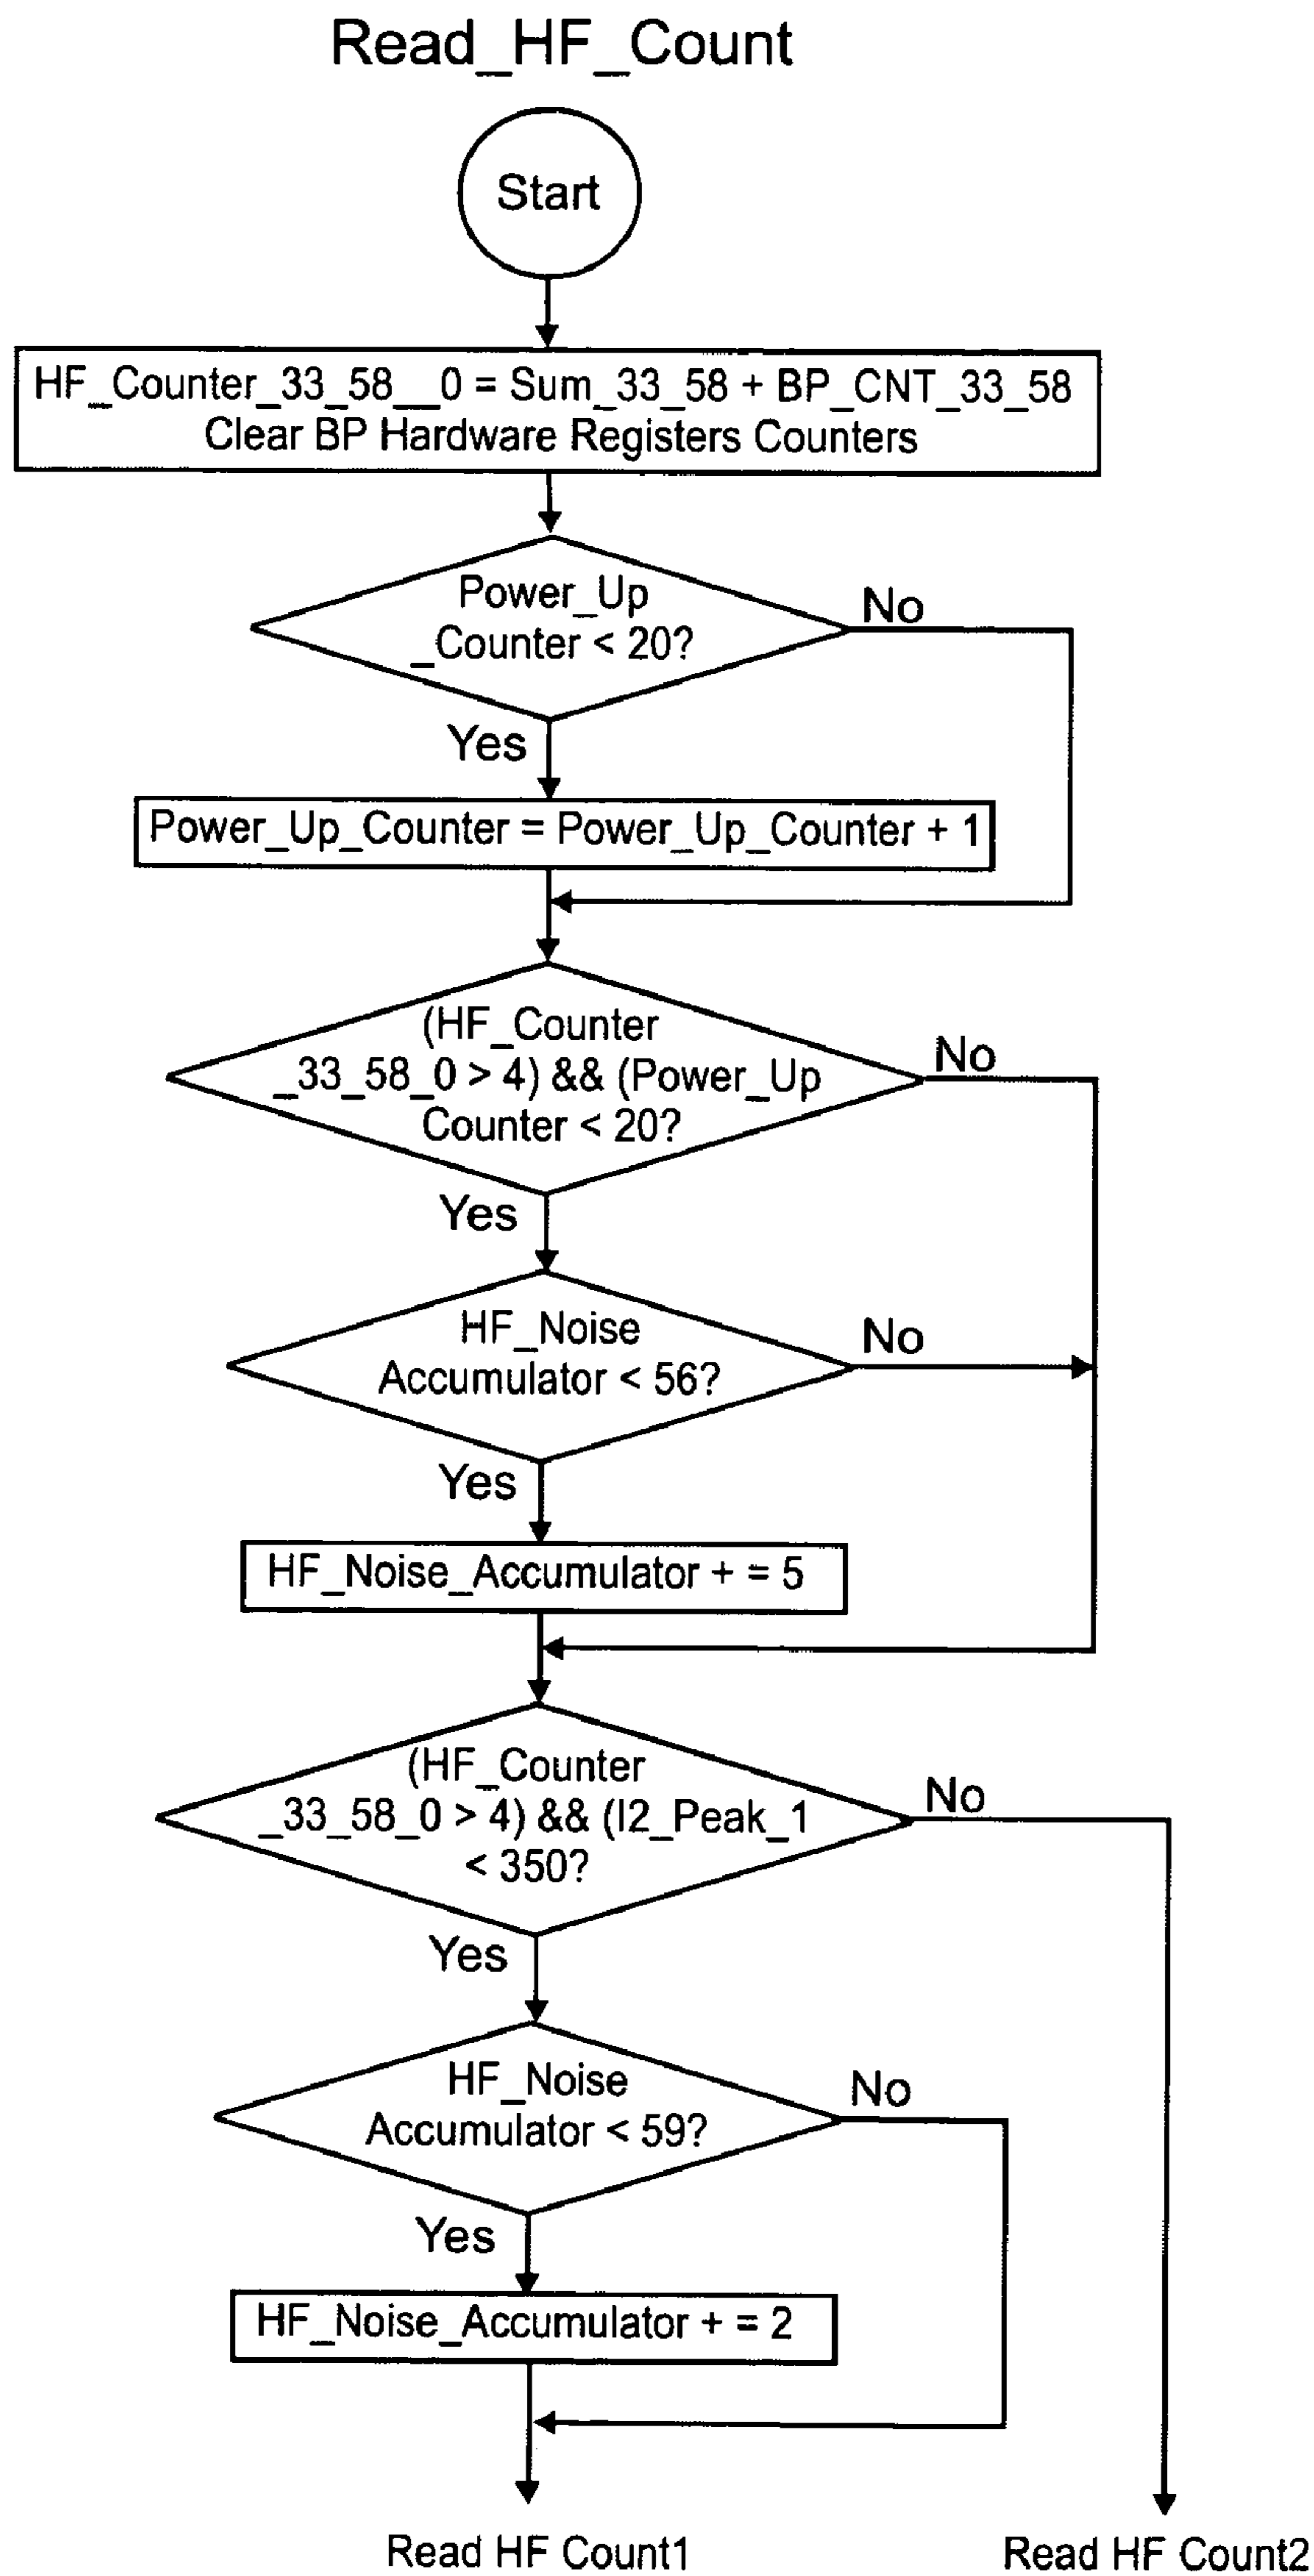 Read_HF_Count
Start
HF_Counter_33_58__0 = Sum_33_58 + BP_CNT_33_58
Clear BP Hardware Registers Counters
Power_Up
_Counter < 20?
No
Yes
Power_Up_Counter = Power_Up_Counter + 1
(HF_Counter
_33_58_0 > 4) && (Power_Up
Counter < 20?
No
Yes
HF_Noise
Accumulator < 56?
No
Yes
HF_Noise_Accumulator + = 5
(HF_Counter
_33_58_0 > 4) && (I2_Peak_1
< 350?
No
Yes
HF_Noise
Accumulator < 59?
No
Yes
HF_Noise_Accumulator + = 2
Read HF Count1
Read HF Count2